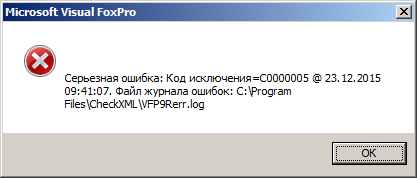 Microsoft Visual FoxPro
Серьезная ошибка: Код исключения=C0000005 @ 23.12.2015
09:41:07. Файл журнала ошибок: C:\Program
Files\CheckXML\VFP9Rerr.log
OK